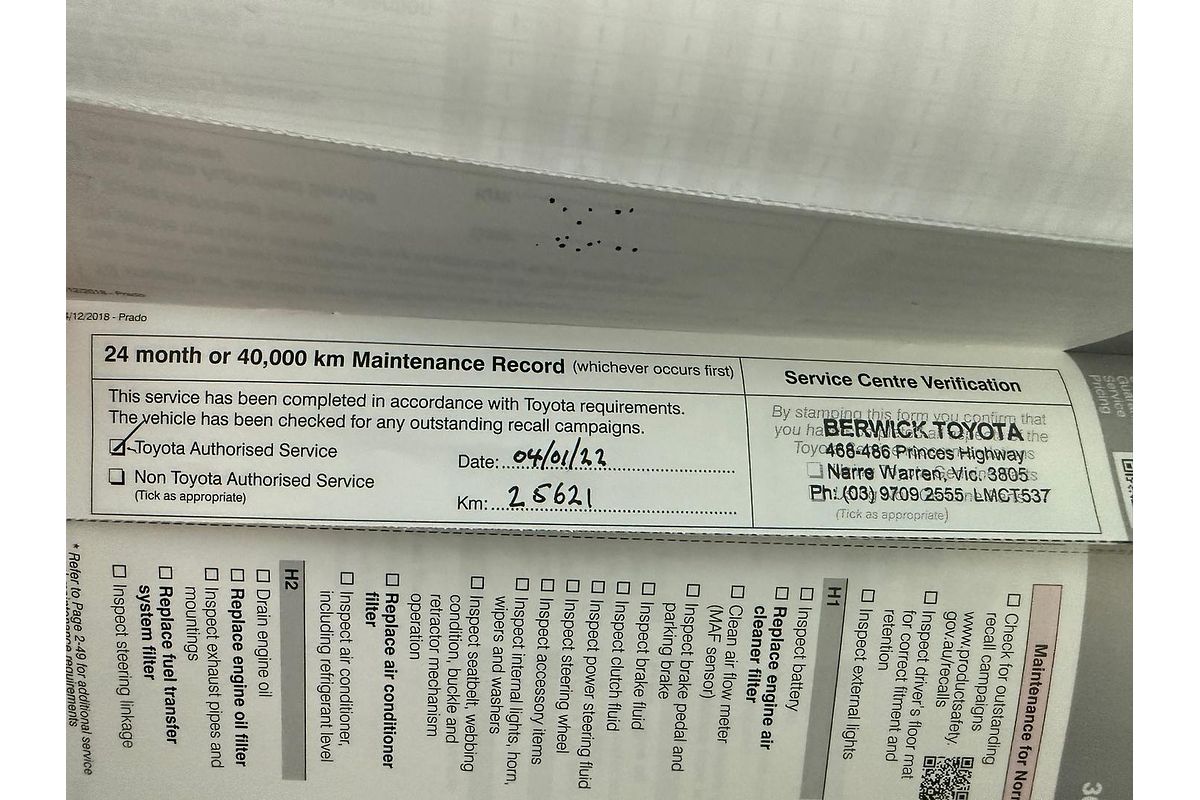 /12/2018 - Prado
24 month or 40,000 km Maintenance Record (whichever occurs first)
This service has been completed in accordance with Toyota requirements.
The vehicle has been checked for any outstanding recall campaigns.
Toyota Authorised Service
Non Toyota Authorised Service
(Tick as appropriate)
Date: 04/01/22
Km: 25621
Service Centre Verification
By stamping this form you confirm that
you the
BERWICK TOYOTA
468-486 Princes Highway
Narre Warren, Vic. 3805
Ph: (03) 9709 2555 LMCT537
(Tick as appropriate)
Service
Pricing
Maintenance for
Check for outstanding
recall campaigns
www.productsafety.
gov.au/recalls
Inspect driver's floor mat
for correct fitment and
retention
Inspect external lights
H1
Inspect battery
Replace engine air
cleaner filter
Clean air flow meter
(MAF sensor)
Inspect brake pedal and
parking brake
Inspect brake fluid
Inspect clutch fluid
Inspect power steering fluid
Inspect steering wheel
Inspect accessory items
Inspect internal lights, horn,
wipers and washers
Inspect seatbelt, webbing
condition, buckle and
retractor mechanism
operation
Replace air conditioner
filter
Inspect air conditioner,
including refrigerant level
H2
Drain engine oil
Replace engine oil filter
Inspect exhaust pipes and
mountings
Replace fuel transfer
system filter
Inspect steering linkage
* Refer to Page 2-49 for additional service
requirements